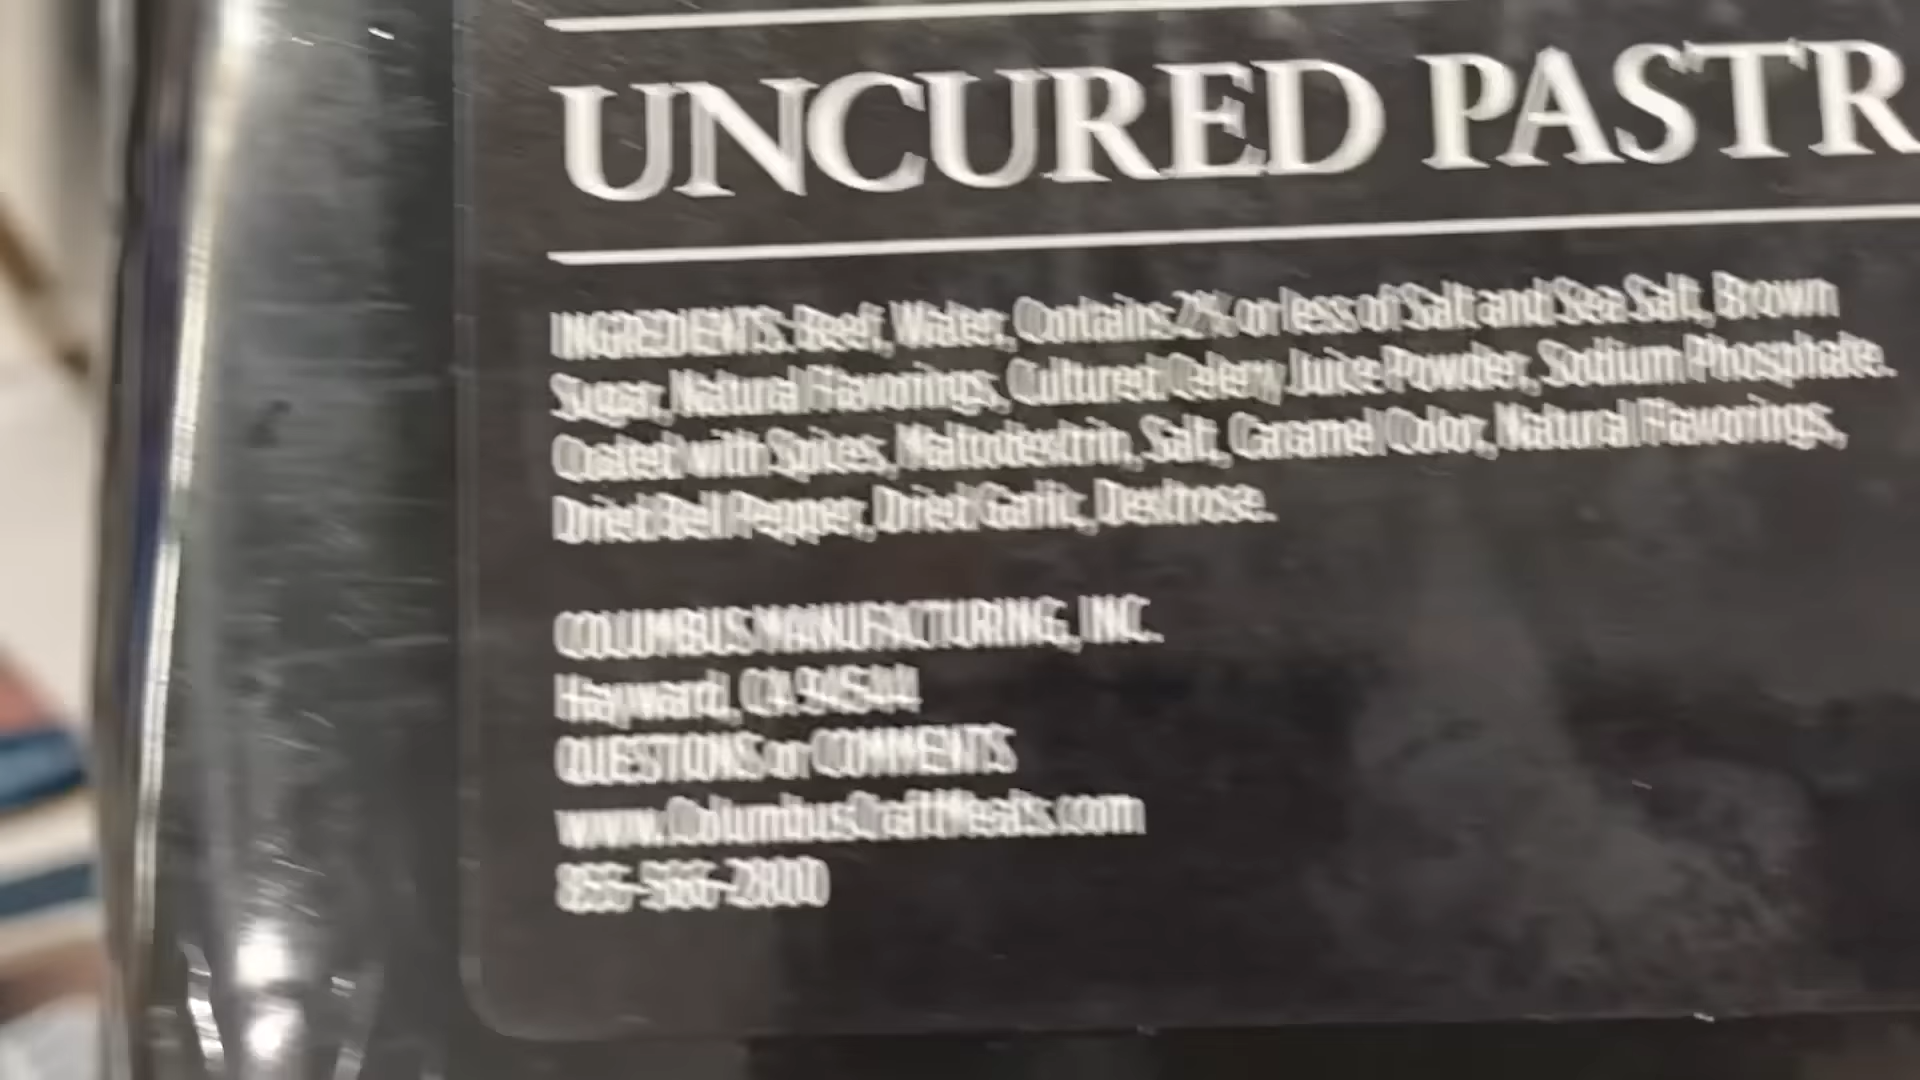 UNCURED PASTR
INGREDIENTS: Beef, Water, Contains 2% or less of Salt and Sea Salt, Brown
Sugar, Natural Flavorings, Cultured Celery Juice Powder, Sodium Phosphate.
Coated with Spices, Maltodextrin, Salt, Caramel Color, Natural Flavorings,
Dried Bell Pepper, Dried Garlic, Dextrose.
COLUMBUS MANUFACTURING, INC.
Hayward, CA 94544
QUESTIONS or COMMENTS
www.ColumbusCraftMeats.com